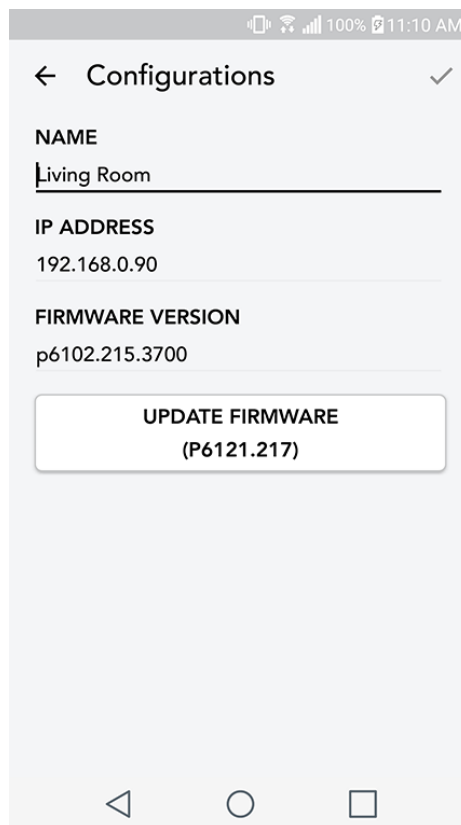 100% 11:10 AM
Configurations
NAME
Living Room
IP ADDRESS
192.168.0.90
FIRMWARE VERSION
p6102.215.3700
UPDATE FIRMWARE
(P6121.217)